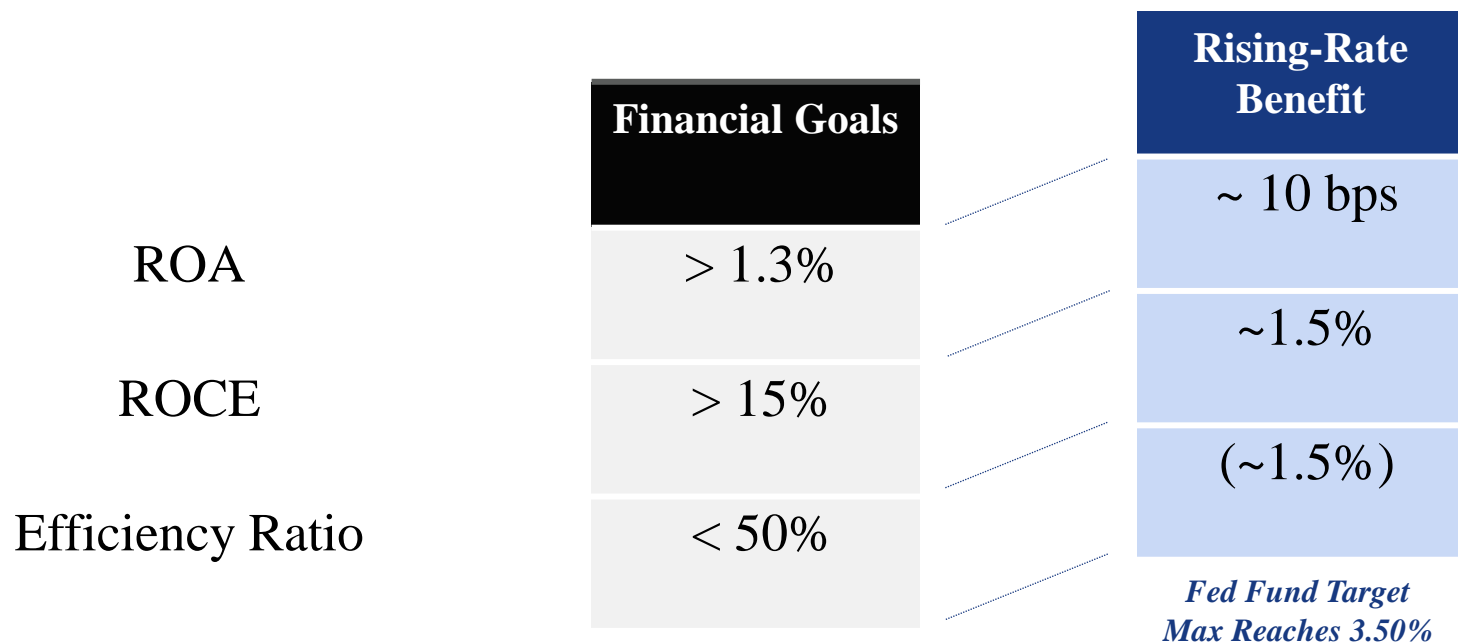 Rising-Rate
Benefit
Financial Goals
~ 10 bps
ROA
> 1.3%
~1.5%
ROCE
> 15%
(~1.5%)
Efficiency Ratio
< 50%
Fed Fund Target
Max Reaches 3.50%